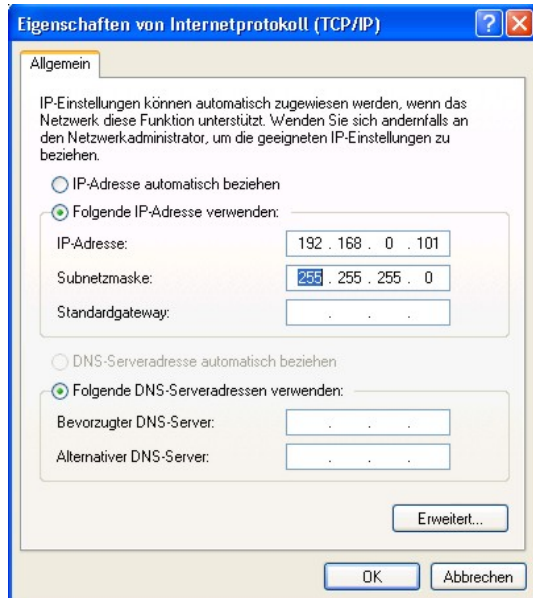 Eigenschaften von Internetprotokoll (TCP/IP)
Allgemein
IP-Einstellungen können automatisch zugewiesen werden, wenn das
Netzwerk diese Funktion unterstützt. Wenden Sie sich andernfalls an
den Netzwerkadministrator, um die geeigneten IP-Einstellungen zu
beziehen.
IP-Adresse automatisch beziehen
Folgende IP-Adresse verwenden:
IP-Adresse: 192 . 168 . 0 . 101
Subnetzmaske: 255 . 255 . 255 . 0
Standardgateway: . . .
DNS-Serveradresse automatisch beziehen
Folgende DNS-Serveradressen verwenden:
Bevorzugter DNS-Server: . . .
Alternativer DNS-Server: . . .
Erweitert...
OK Abbrechen